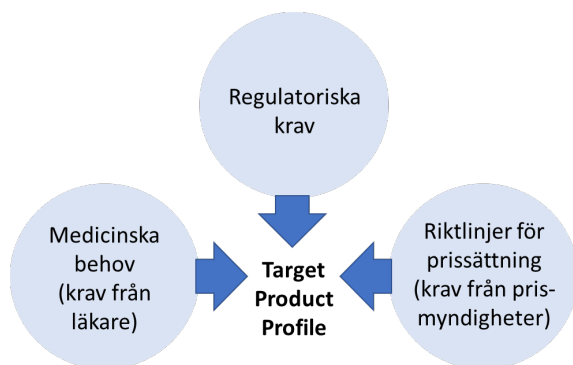 Regulatoriska
krav
Medicinska
behov
(krav från
läkare)
Target
Product
Profile
Riktlinjer för
prissättning
(krav från pris-
myndigheter)